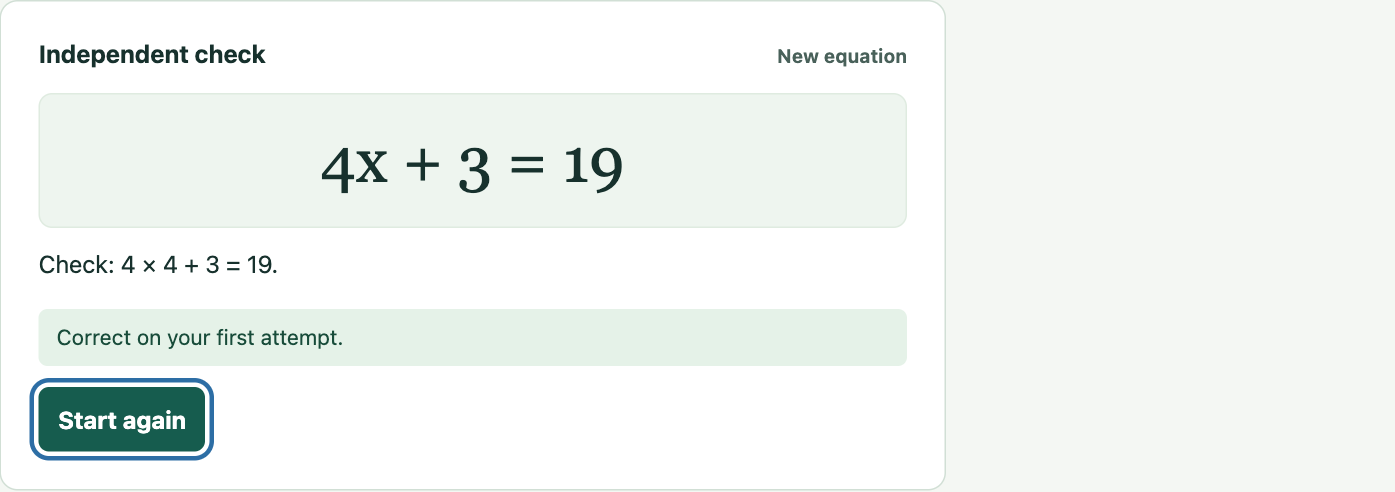 Independent check
New equation
4x + 3 = 19
Check: 4 × 4 + 3 = 19.
Correct on your first attempt.
Start again